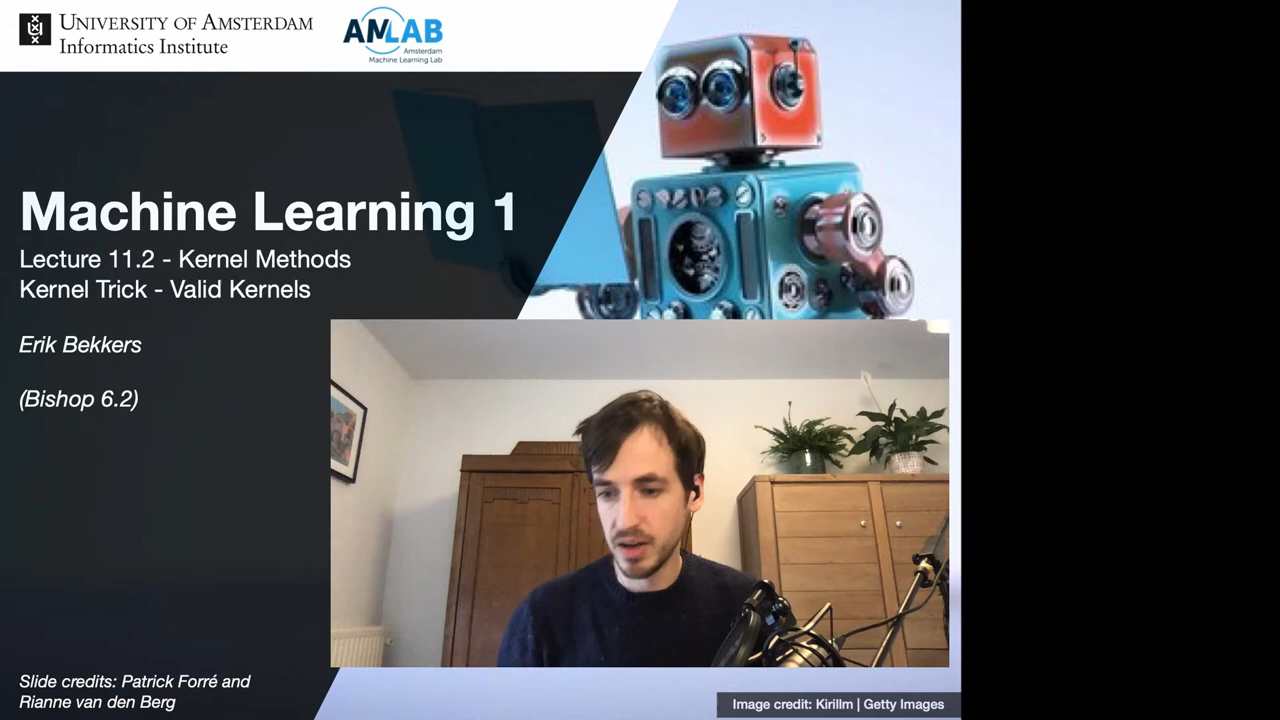 UNIVERSITY OF AMSTERDAM
Informatics Institute
AMLAB
Amsterdam
Machine Learning Lab
Machine Learning 1
Lecture 11.2 - Kernel Methods
Kernel Trick - Valid Kernels
Erik Bekkers
(Bishop 6.2)
Slide credits: Patrick Forré and
Rianne van den Berg
Image credit: Kirillm | Getty Images